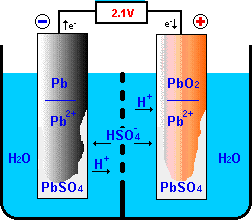 2.1V
⊖ ↑e⁻ e⁻↓ ⊕
Pb PbO₂
Pb²⁺ Pb²⁺
H⁺
HSO₄⁻
H₂O H⁺ H₂O
PbSO₄ PbSO₄